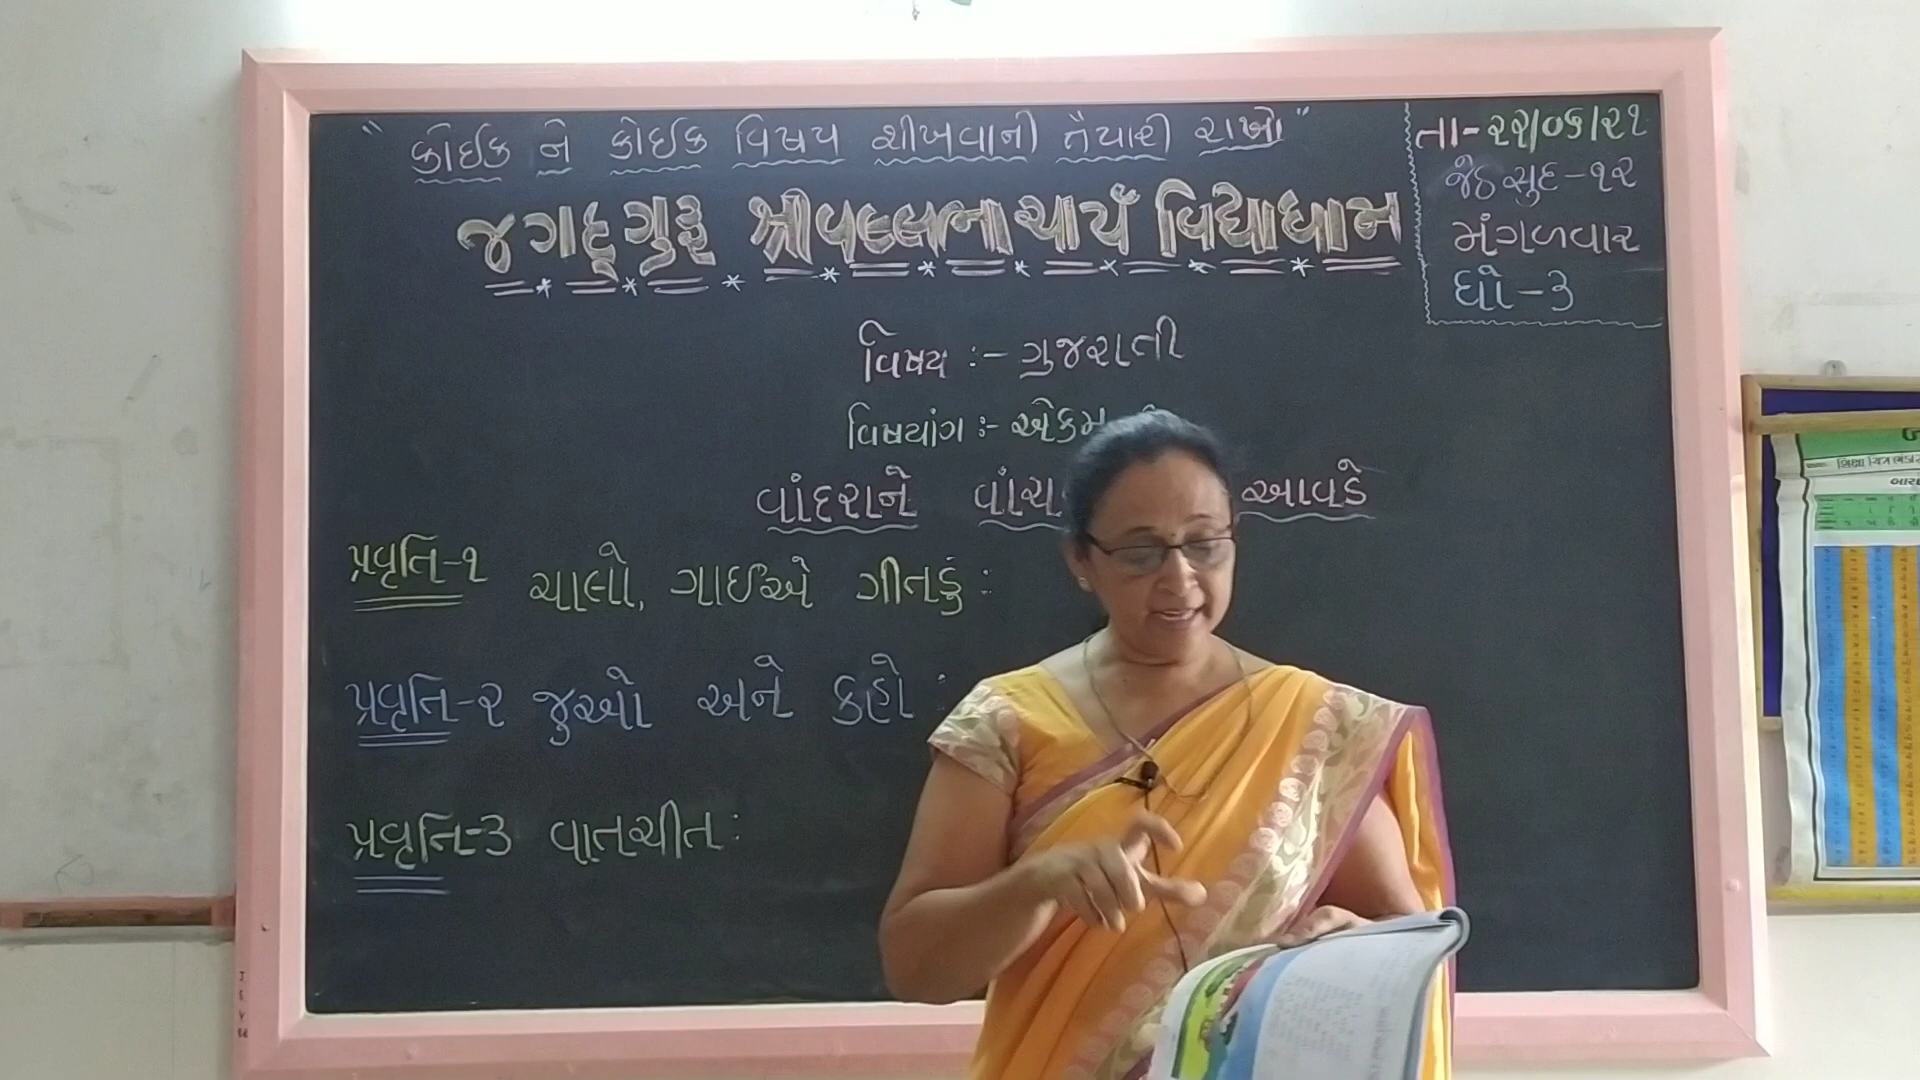 " કોઈક ને કોઈક વિષય શીખવાની તૈયારી રાખો "
જગદ્ગુરૂ શ્રીવલ્લભાચાર્ય વિદ્યાધામ
તા-૨૨/૦૬/૨૧
જેઠ સુદ-૧૨
મંગળવાર
ધો-૩
વિષય :- ગુજરાતી
વિષયાંગ :- એકમ
વાંદરાને વાંચ આવડે
પ્રવૃતિ-૧ ચાલો, ગાઈએ ગીતડું :
પ્રવૃતિ-૨ જુઓ અને કહો :
પ્રવૃતિ-૩ વાતચીત :